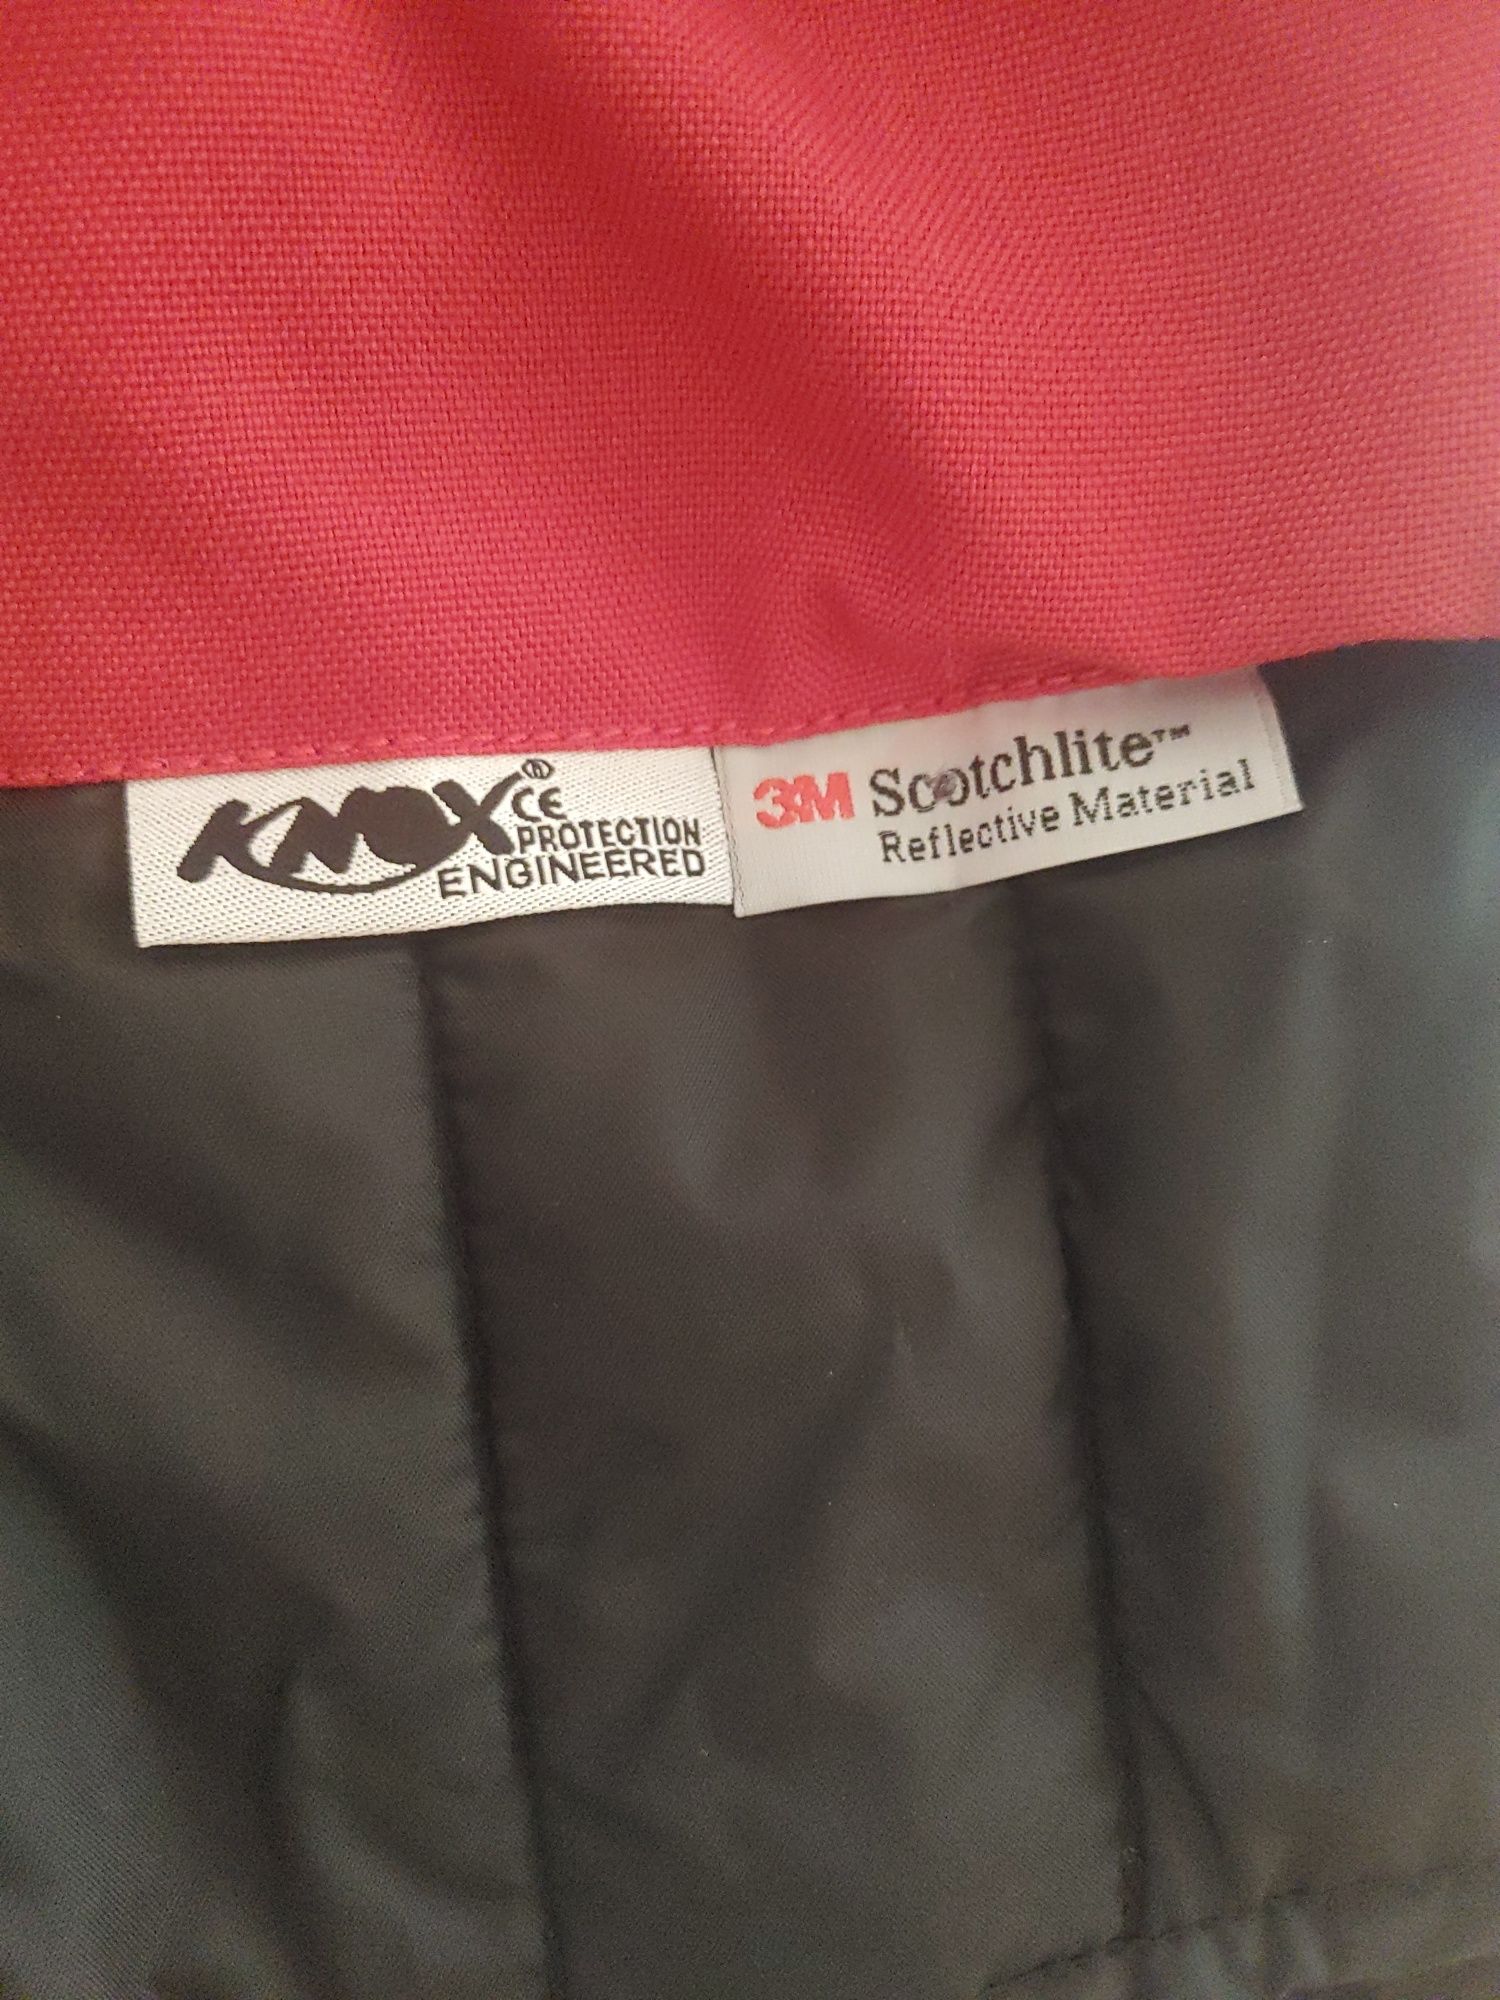 KNOX®
CE
PROTECTION
ENGINEERED
3M Scotchlite™
Reflective Material